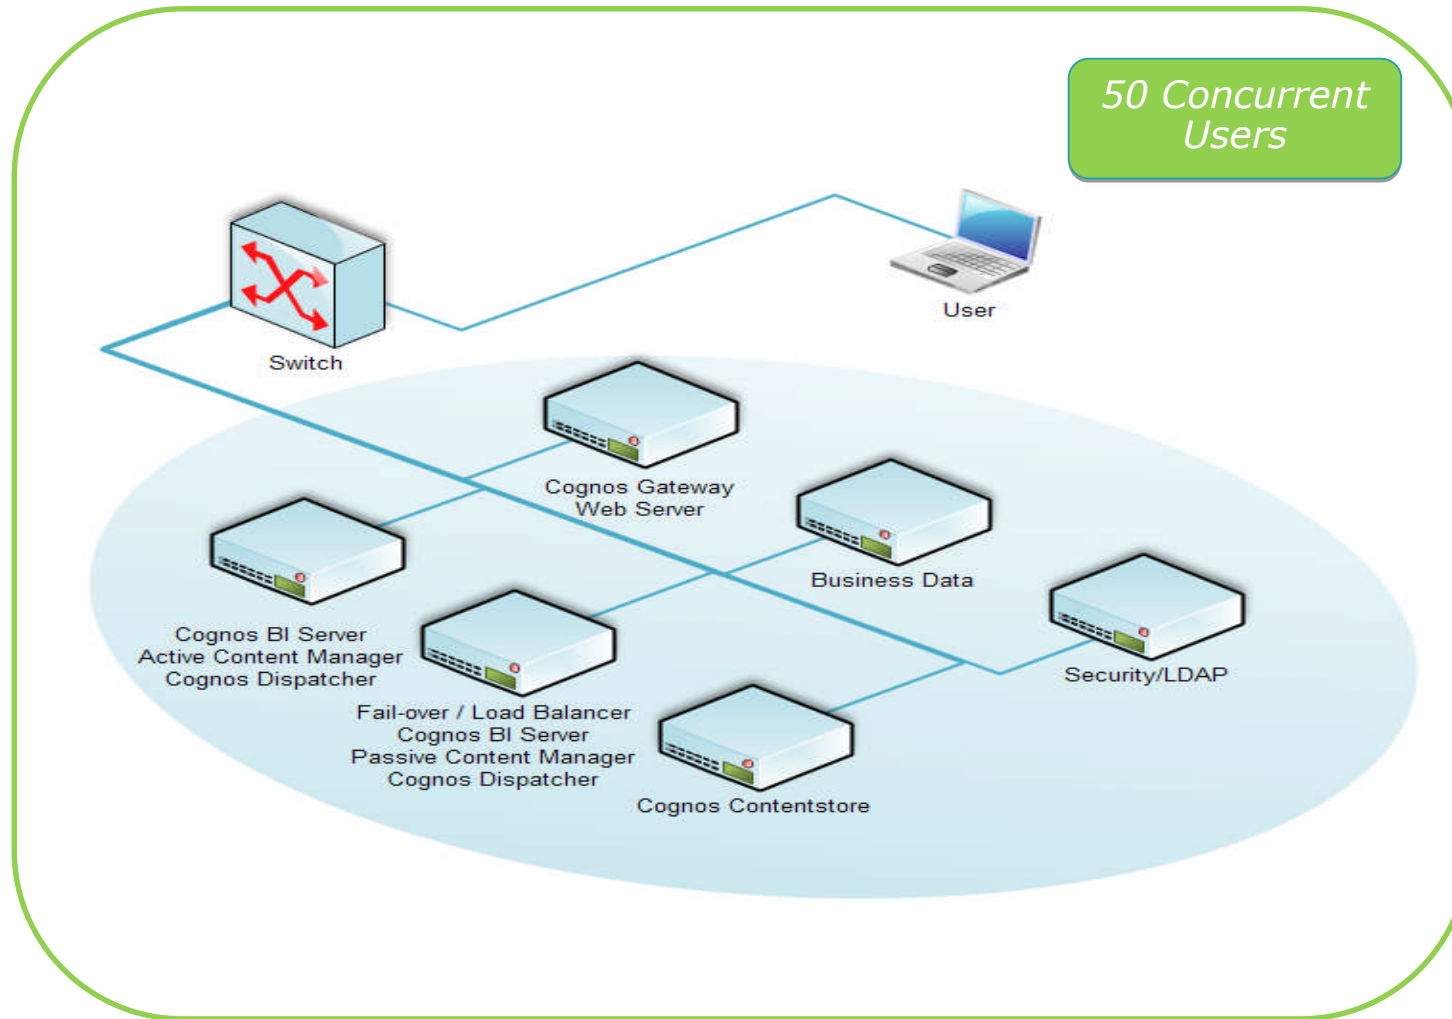 50 Concurrent
Users
User
Switch
Cognos Gateway
Web Server
Business Data
Cognos BI Server
Active Content Manager
Cognos Dispatcher
Security/LDAP
Fail-over / Load Balancer
Cognos BI Server
Passive Content Manager
Cognos Dispatcher
Cognos Contentstore